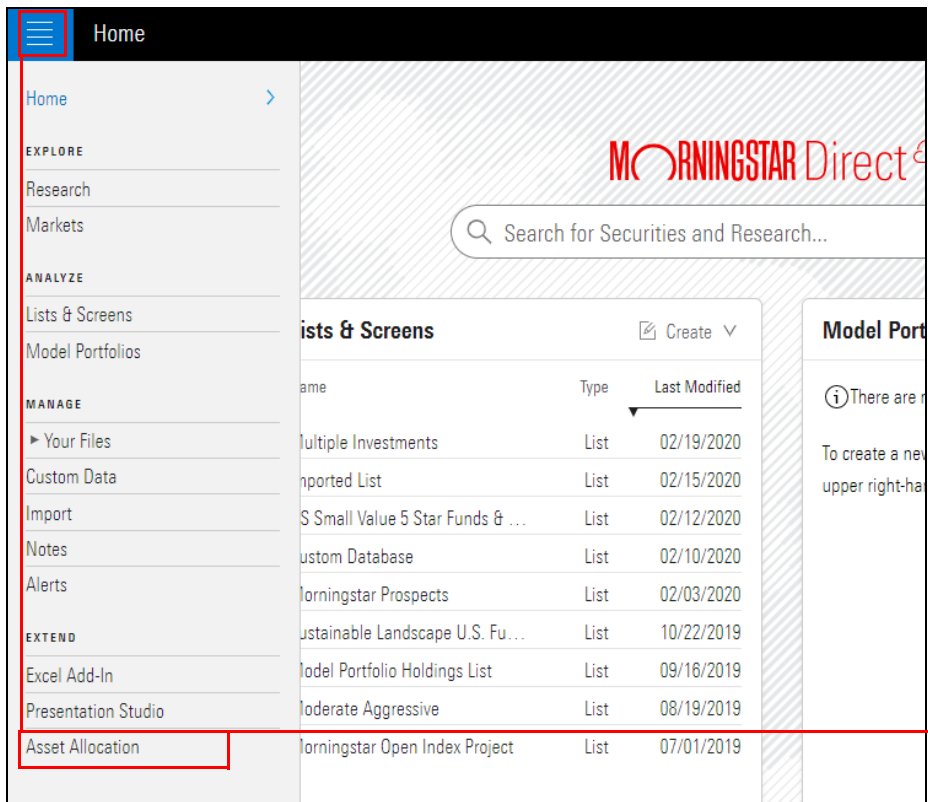 Home
Home
EXPLORE
Research
Markets
ANALYZE
Lists & Screens
Model Portfolios
MANAGE
Your Files
Custom Data
Import
Notes
Alerts
EXTEND
Excel Add-In
Presentation Studio
Asset Allocation
MORNINGSTAR Direct
Search for Securities and Research...
ists & Screens Create
ame Type Last Modified
ultiple Investments List 02/19/2020
ported List List 02/15/2020
S Small Value 5 Star Funds & ... List 02/12/2020
ustom Database List 02/10/2020
orningstar Prospects List 02/03/2020
ustainable Landscape U.S. Fu... List 10/22/2019
odel Portfolio Holdings List List 09/16/2019
oderate Aggressive List 08/19/2019
orningstar Open Index Project List 07/01/2019
Model Port
There are
To create a
upper right-